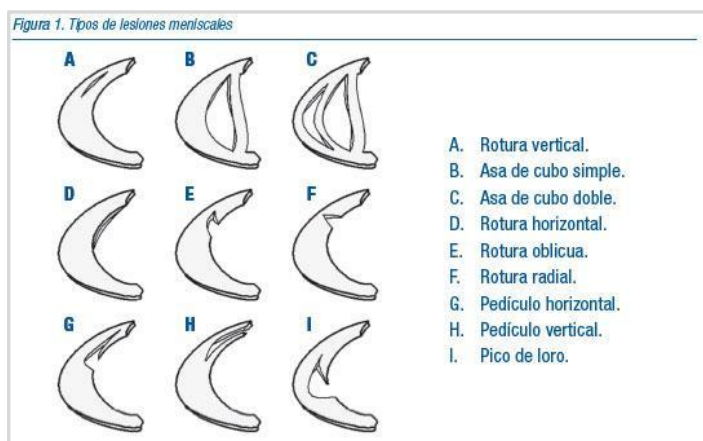 Figura 1. Tipos de lesiones meniscales
A B C
D E F
G H I
A. Rotura vertical.
B. Asa de cubo simple.
C. Asa de cubo doble.
D. Rotura horizontal.
E. Rotura oblicua.
F. Rotura radial.
G. Pedículo horizontal.
H. Pedículo vertical.
I. Pico de loro.